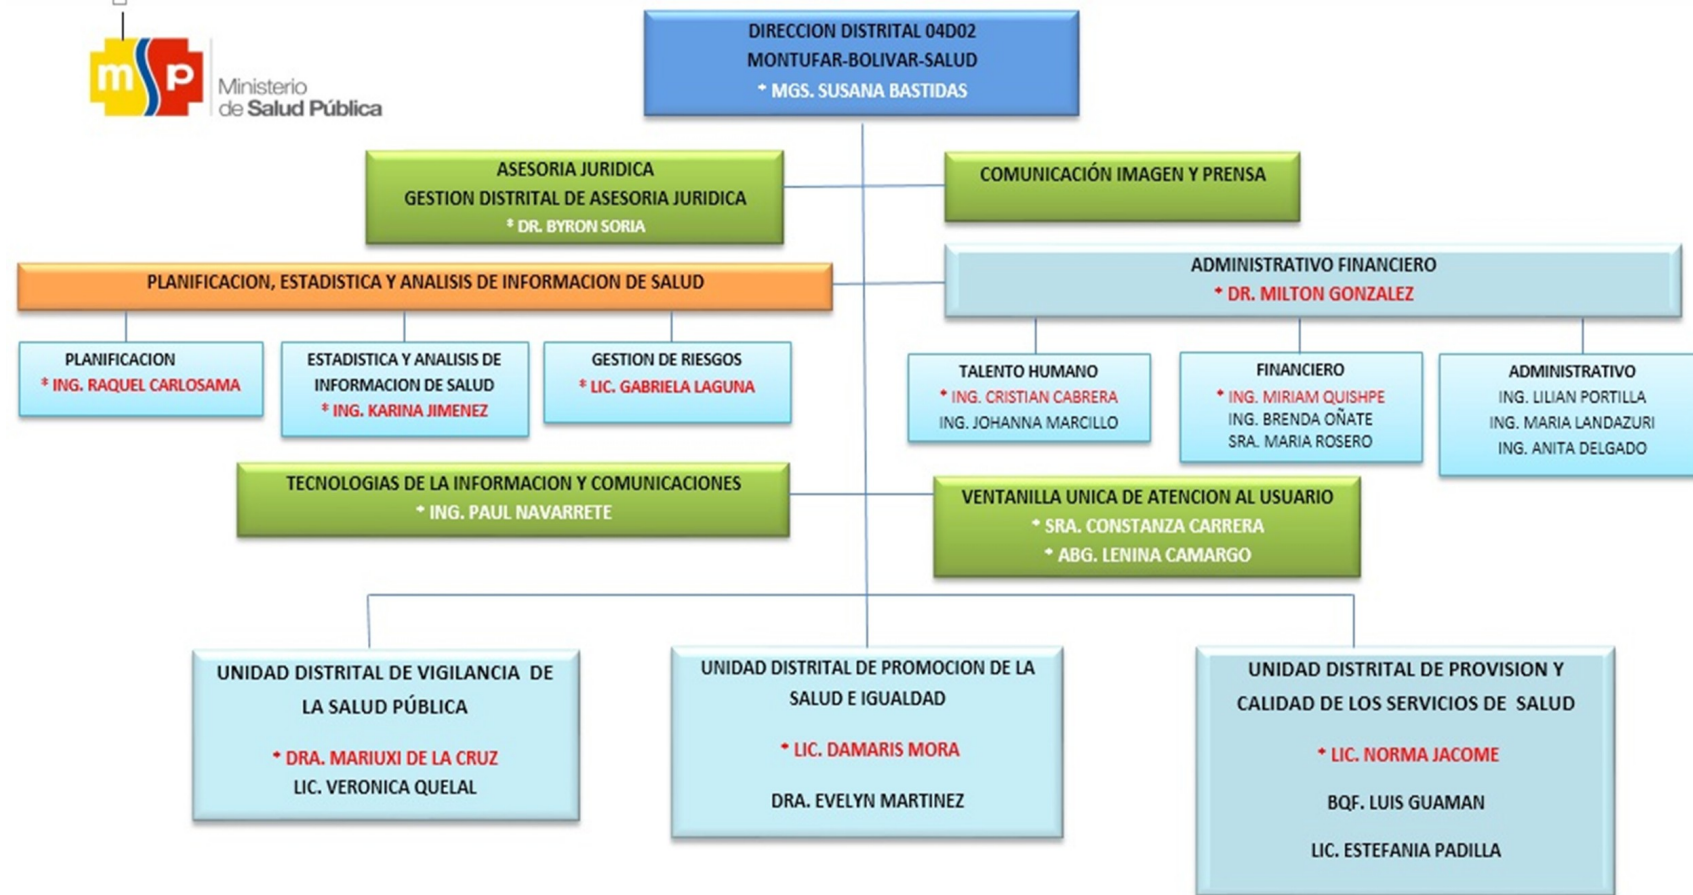 DIRECCION DISTRITAL 04D02
MONTUFAR-BOLIVAR-SALUD
* MGS. SUSANA BASTIDAS
msp
Ministerio
de Salud Pública
ASESORIA JURIDICA
GESTION DISTRITAL DE ASESORIA JURIDICA
* DR. BYRON SORIA
COMUNICACIÓN IMAGEN Y PRENSA
PLANIFICACION, ESTADISTICA Y ANALISIS DE INFORMACION DE SALUD
ADMINISTRATIVO FINANCIERO
* DR. MILTON GONZALEZ
PLANIFICACION
* ING. RAQUEL CARLOSAMA
ESTADISTICA Y ANALISIS DE
INFORMACION DE SALUD
* ING. KARINA JIMENEZ
GESTION DE RIESGOS
* LIC. GABRIELA LAGUNA
TALENTO HUMANO
* ING. CRISTIAN CABRERA
ING. JOHANNA MARCILLO
FINANCIERO
* ING. MIRIAM QUISHPE
ING. BRENDA OÑATE
SRA. MARIA ROSERO
ADMINISTRATIVO
ING. LILIAN PORTILLA
ING. MARIA LANDAZURI
ING. ANITA DELGADO
TECNOLOGIAS DE LA INFORMACION Y COMUNICACIONES
* ING. PAUL NAVARRETE
VENTANILLA UNICA DE ATENCION AL USUARIO
* SRA. CONSTANZA CARRERA
* ABG. LENINA CAMARGO
UNIDAD DISTRITAL DE VIGILANCIA DE
LA SALUD PÚBLICA
* DRA. MARIUXI DE LA CRUZ
LIC. VERONICA QUELAL
UNIDAD DISTRITAL DE PROMOCION DE LA
SALUD E IGUALDAD
* LIC. DAMARIS MORA
DRA. EVELYN MARTINEZ
UNIDAD DISTRITAL DE PROVISION Y
CALIDAD DE LOS SERVICIOS DE SALUD
* LIC. NORMA JACOME
BQF. LUIS GUAMAN
LIC. ESTEFANIA PADILLA